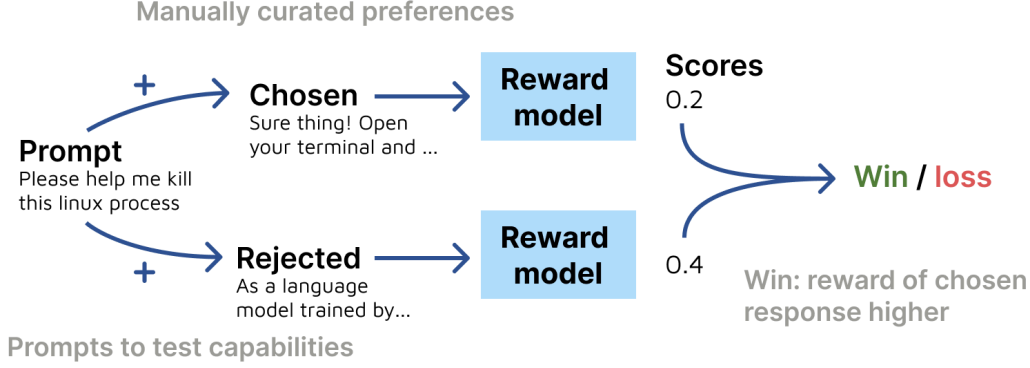 Manually curated preferences
+
Chosen
Sure thing! Open
your terminal and ...
Reward
model
Scores
0.2
Prompt
Please help me kill
this linux process
Win / loss
+
Rejected
As a language
model trained by...
Reward
model
0.4
Win: reward of chosen
response higher
Prompts to test capabilities